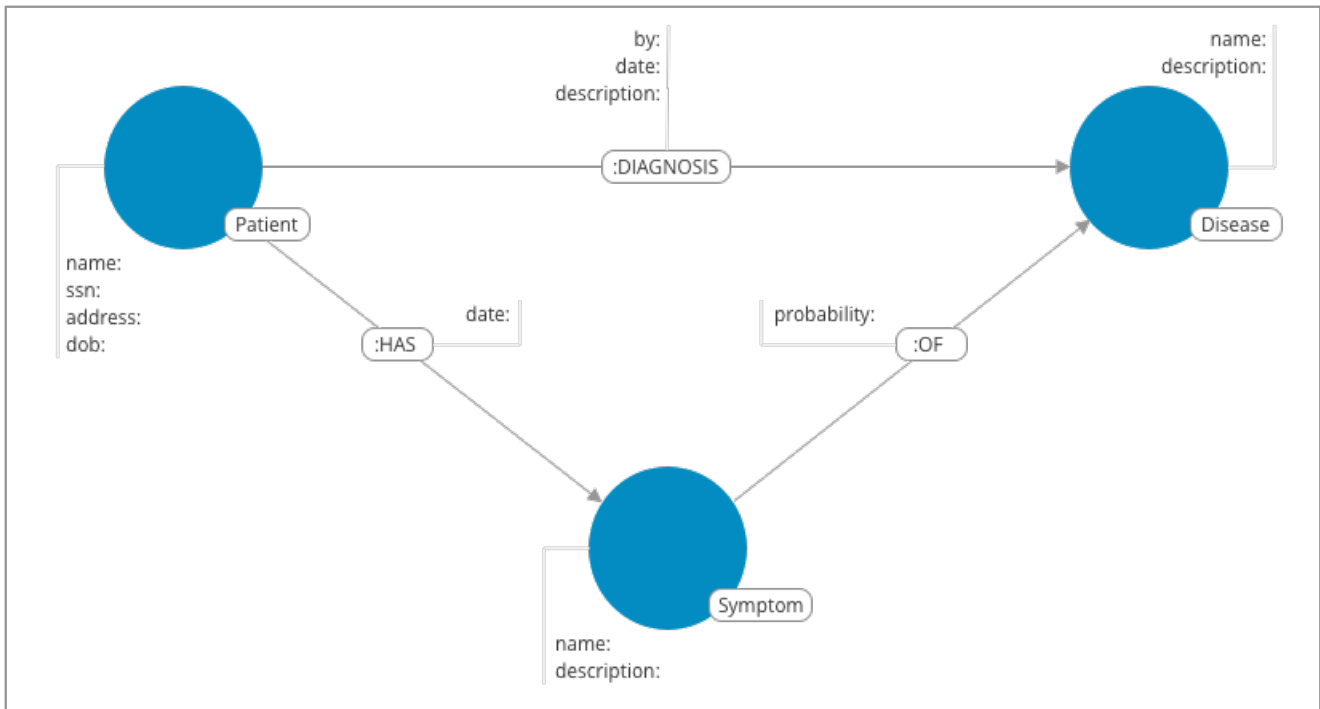 by:
date:
description:
name:
description:
:DIAGNOSIS
Patient
Disease
name:
ssn:
address:
dob:
date:
:HAS
probability:
:OF
Symptom
name:
description: